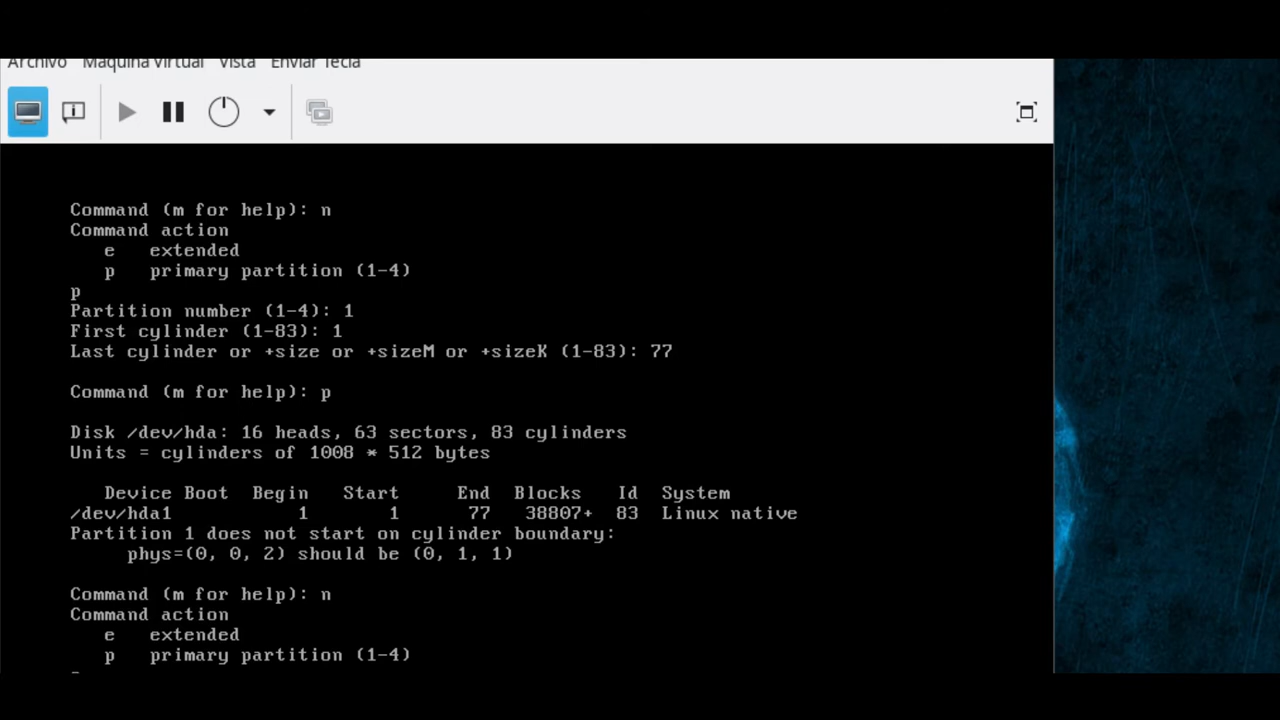 Archivo Máquina Virtual Vista Enviar Tecla
Command (m for help): n
Command action
e extended
p primary partition (1-4)
p
Partition number (1-4): 1
First cylinder (1-83): 1
Last cylinder or +size or +sizeM or +sizeK (1-83): 77
Command (m for help): p
Disk /dev/hda: 16 heads, 63 sectors, 83 cylinders
Units = cylinders of 1008 * 512 bytes
Device Boot Begin Start End Blocks Id System
/dev/hda1 1 1 77 38807+ 83 Linux native
Partition 1 does not start on cylinder boundary:
phys=(0, 0, 2) should be (0, 1, 1)
Command (m for help): n
Command action
e extended
p primary partition (1-4)